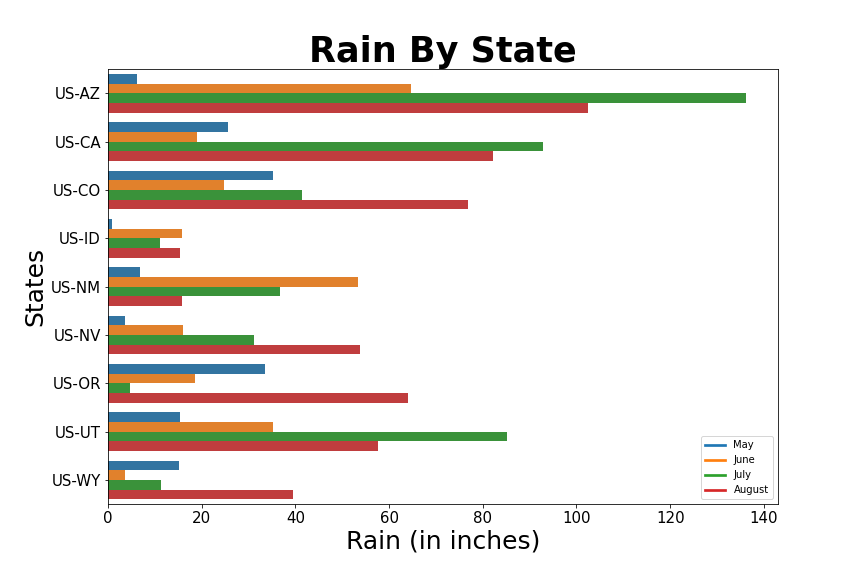 Rain By State
States
US-AZ
US-CA
US-CO
US-ID
US-NM
US-NV
US-OR
US-UT
US-WY
May
June
July
August
0 20 40 60 80 100 120 140
Rain (in inches)